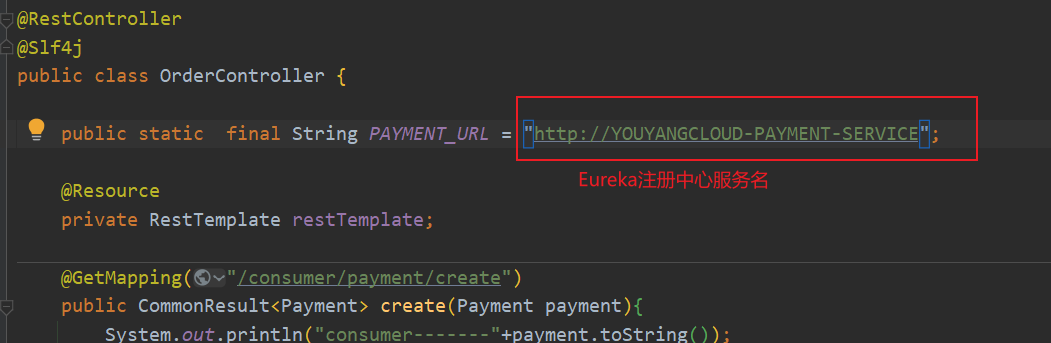 @RestController
@Slf4j
public class OrderController {
public static  final String PAYMENT_URL = "http://YOUYANGCLOUD-PAYMENT-SERVICE";
Eureka注册中心服务名
@Resource
private RestTemplate restTemplate;
@GetMapping("/consumer/payment/create")
public CommonResult<Payment> create(Payment payment){
System.out.println("consumer-------"+payment.toString());